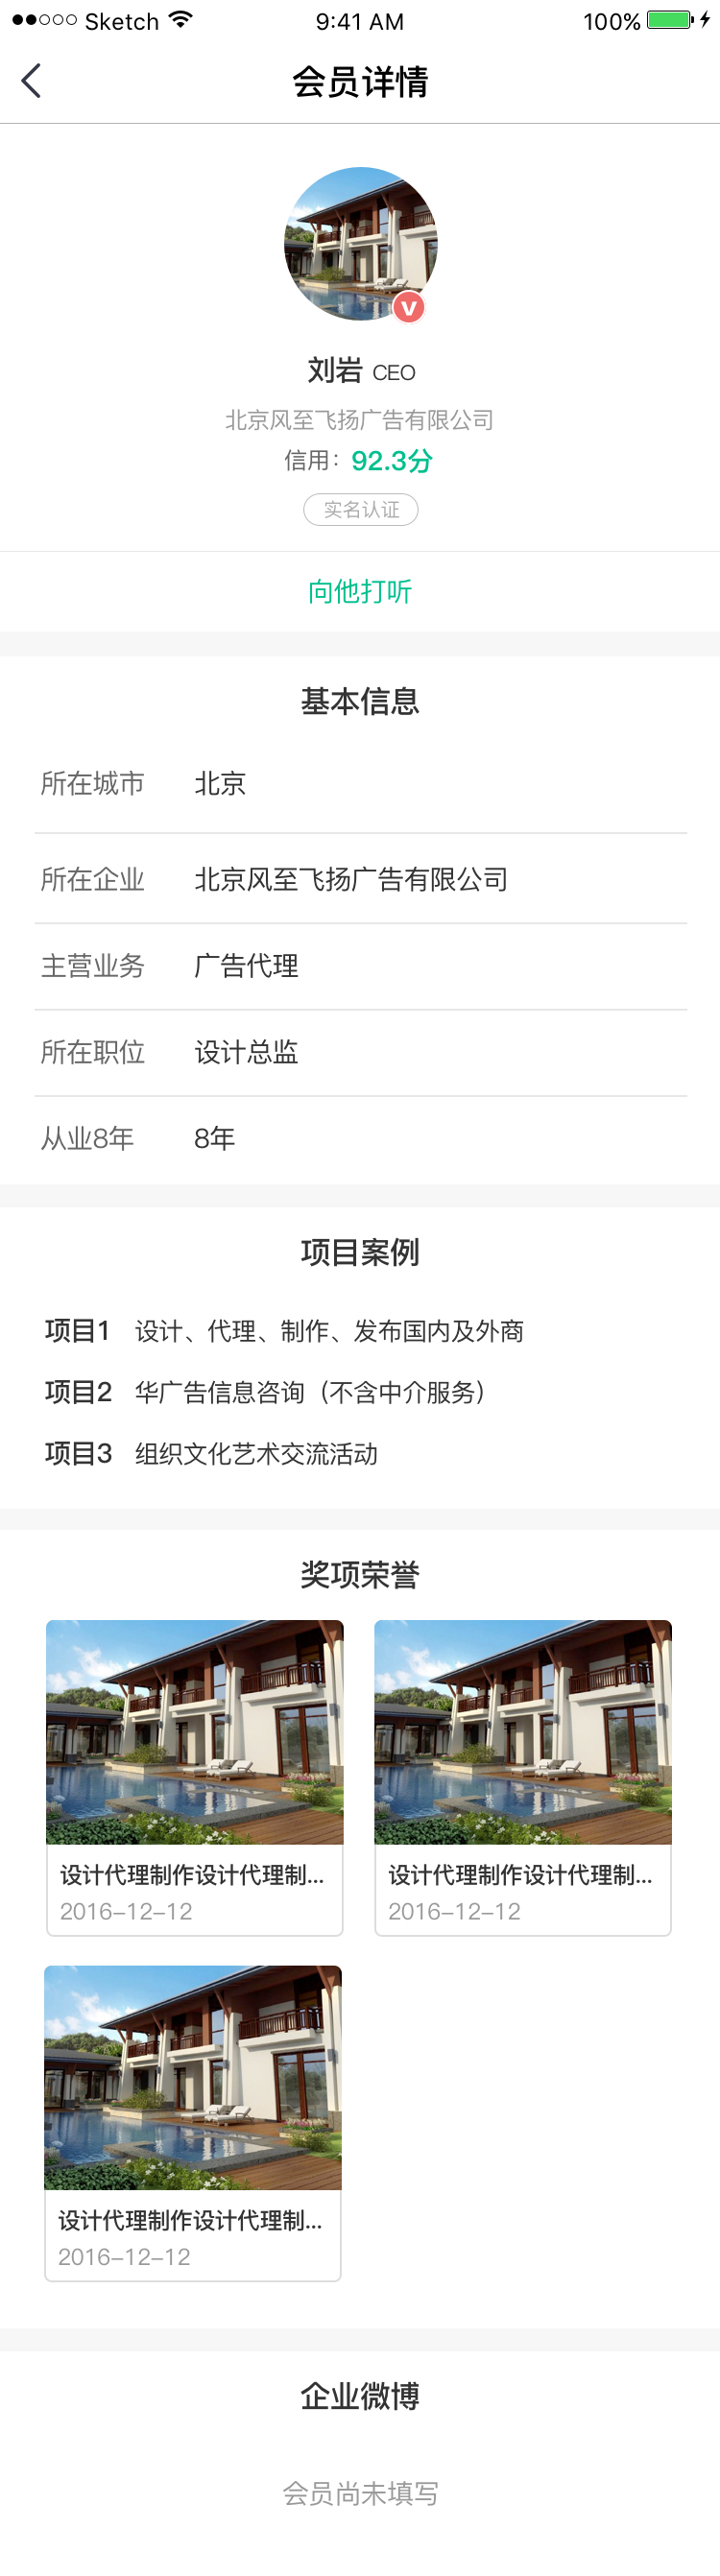 Sketch 9:41 AM 100%
会员详情
V
刘岩 CEO
北京风至飞扬广告有限公司
信用：92.3分
实名认证
向他打听
基本信息
所在城市 北京
所在企业 北京风至飞扬广告有限公司
主营业务 广告代理
所在职位 设计总监
从业8年 8年
项目案例
项目1 设计、代理、制作、发布国内及外商
项目2 华广告信息咨询（不含中介服务）
项目3 组织文化艺术交流活动
奖项荣誉
设计代理制作设计代理制... 设计代理制作设计代理制...
2016-12-12 2016-12-12
设计代理制作设计代理制...
2016-12-12
企业微博
会员尚未填写